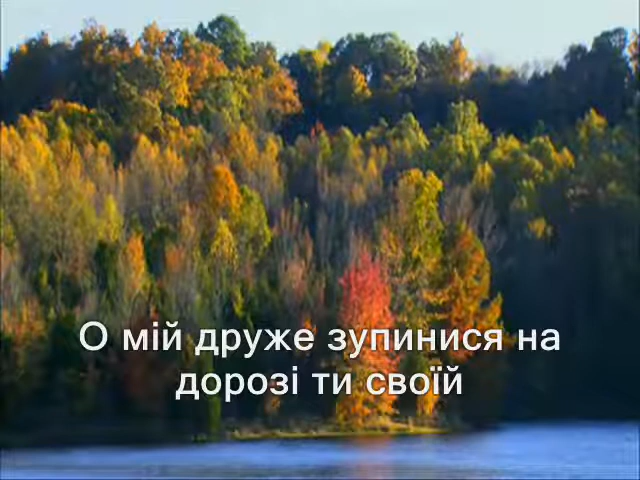 О мій друже зупинися на
дорозі ти своїй